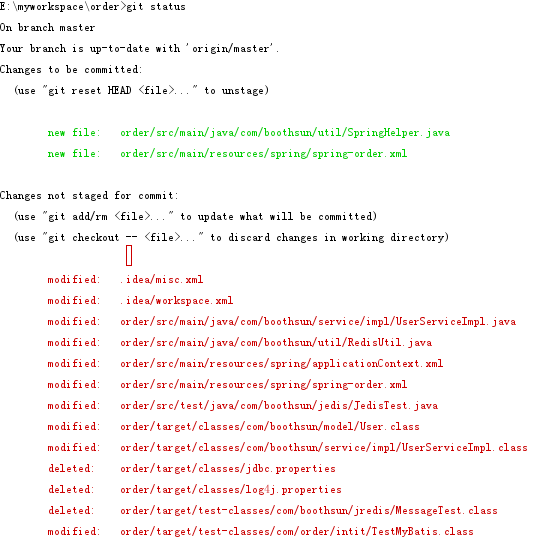 E:\myworkspace\order>git status
On branch master
Your branch is up-to-date with 'origin/master'.
Changes to be committed:
(use "git reset HEAD <file>..." to unstage)
new file: order/src/main/java/com/boothsun/util/SpringHelper.java
new file: order/src/main/resources/spring/spring-order.xml
Changes not staged for commit:
(use "git add/rm <file>..." to update what will be committed)
(use "git checkout -- <file>..." to discard changes in working directory)
modified: .idea/misc.xml
modified: .idea/workspace.xml
modified: order/src/main/java/com/boothsun/service/impl/UserServiceImpl.java
modified: order/src/main/java/com/boothsun/util/RedisUtil.java
modified: order/src/main/resources/spring/applicationContext.xml
modified: order/src/main/resources/spring/spring-order.xml
modified: order/src/test/java/com/boothsun/jedis/JedisTest.java
modified: order/target/classes/com/boothsun/model/User.class
modified: order/target/classes/com/boothsun/service/impl/UserServiceImpl.class
deleted: order/target/classes/jdbc.properties
deleted: order/target/classes/log4j.properties
deleted: order/target/test-classes/com/boothsun/jredis/MessageTest.class
modified: order/target/test-classes/com/order/intit/TestMyBatis.class